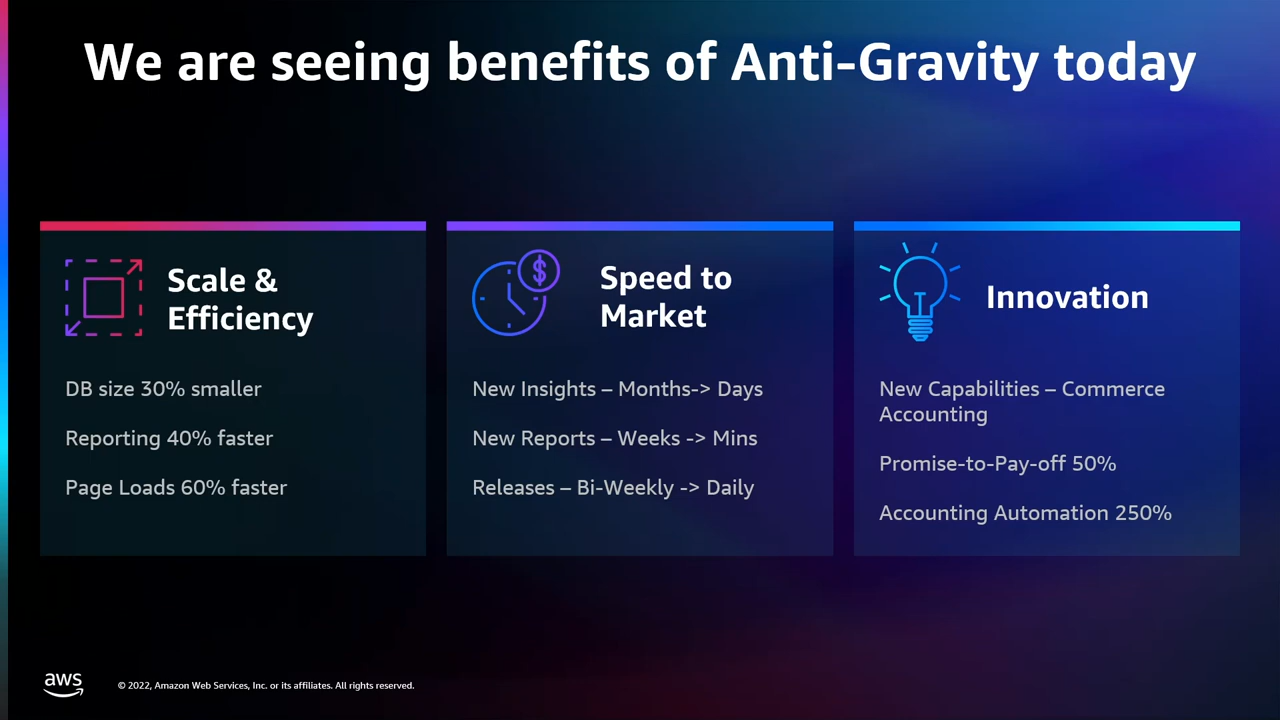 We are seeing benefits of Anti-Gravity today
Scale &
Efficiency
DB size 30% smaller
Reporting 40% faster
Page Loads 60% faster
$
Speed to
Market
New Insights – Months-> Days
New Reports – Weeks -> Mins
Releases – Bi-Weekly -> Daily
Innovation
New Capabilities – Commerce
Accounting
Promise-to-Pay-off 50%
Accounting Automation 250%
aws
© 2022, Amazon Web Services, Inc. or its affiliates. All rights reserved.